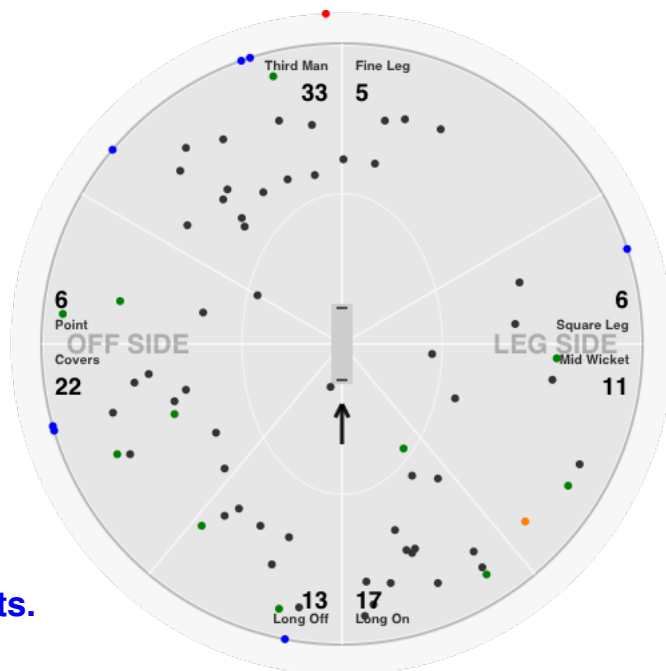 Third Man Fine Leg
33 5
6 6
Point Square Leg
OFF SIDE LEG SIDE
Covers Mid Wicket
22 11
13 17
Long Off Long On
ts.